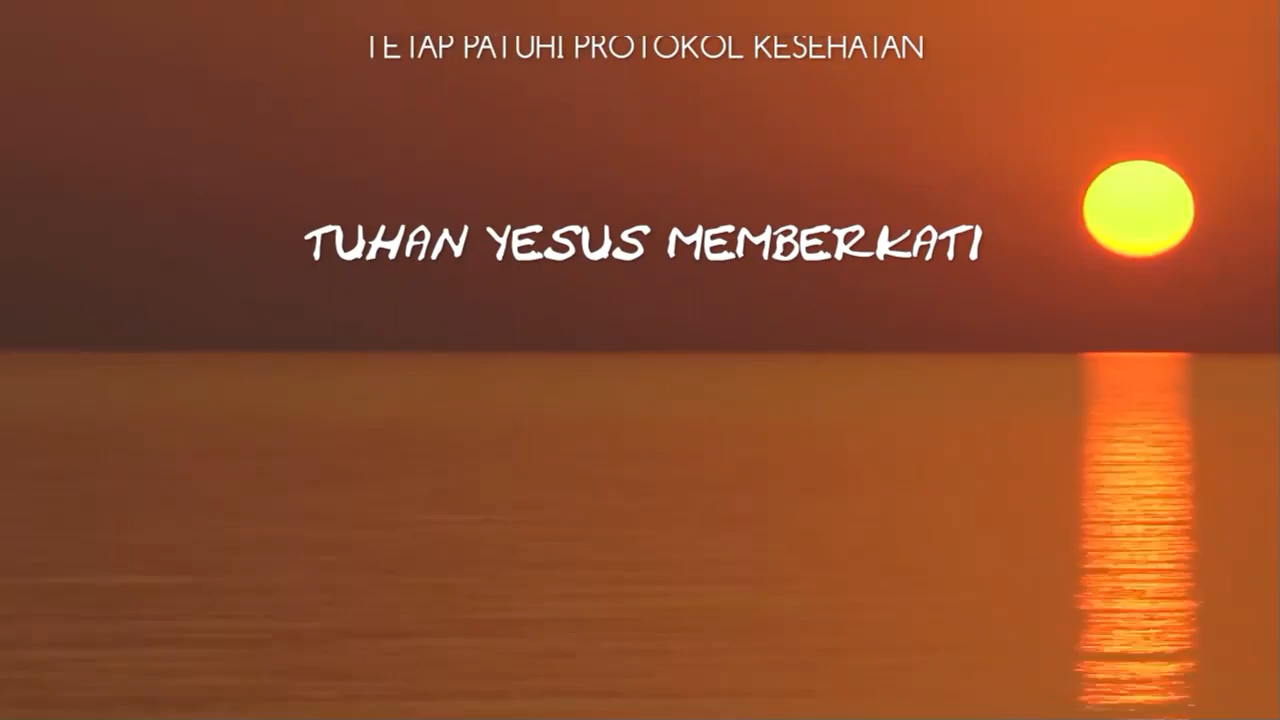 TETAP PATUHI PROTOKOL KESEHATAN
TUHAN YESUS MEMBERKATI